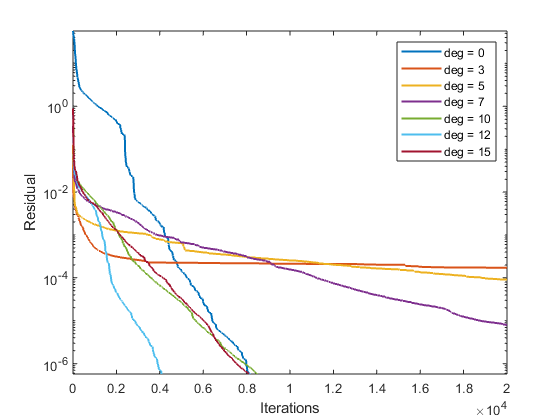 deg = 0
deg = 3
deg = 5
deg = 7
deg = 10
deg = 12
deg = 15
Residual
10^0
10^-2
10^-4
10^-6
0 0.2 0.4 0.6 0.8 1 1.2 1.4 1.6 1.8 2
Iterations
×10^4